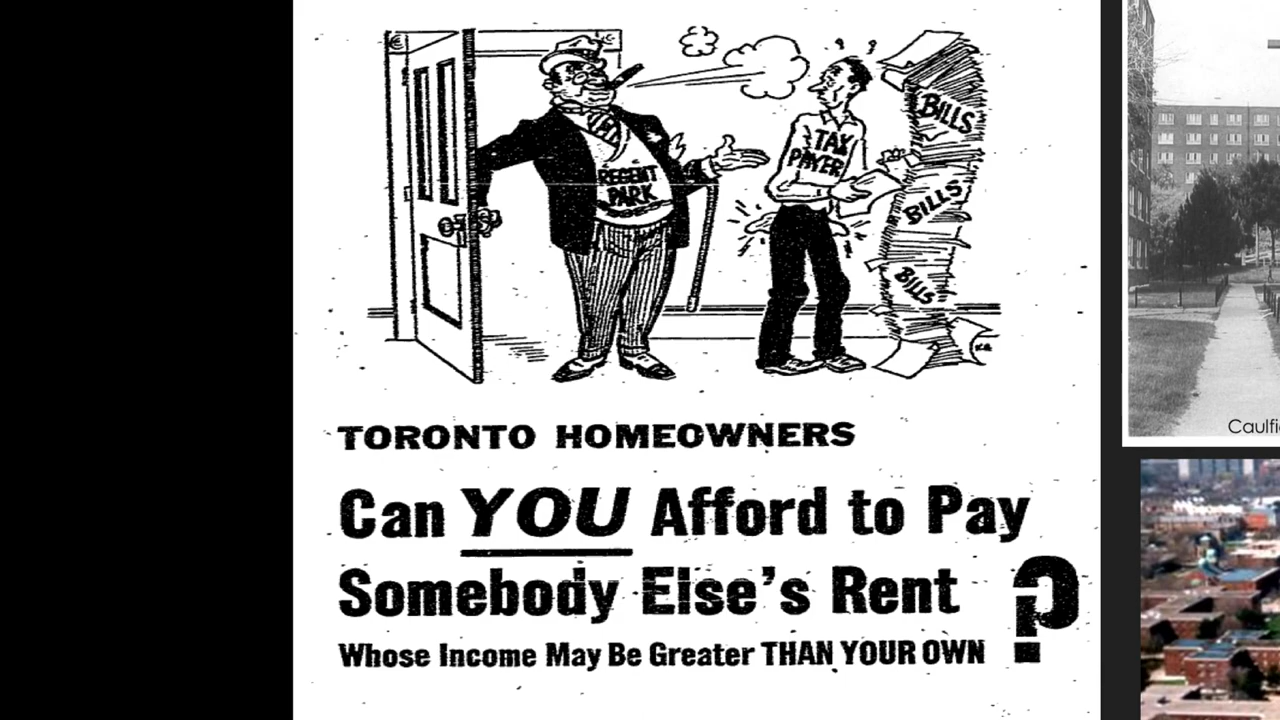 REGENT
PARK
TAX
PAYER
BILLS
BILLS
BILLS
TORONTO HOMEOWNERS
Can YOU Afford to Pay
Somebody Else's Rent ?
Whose Income May Be Greater THAN YOUR OWN